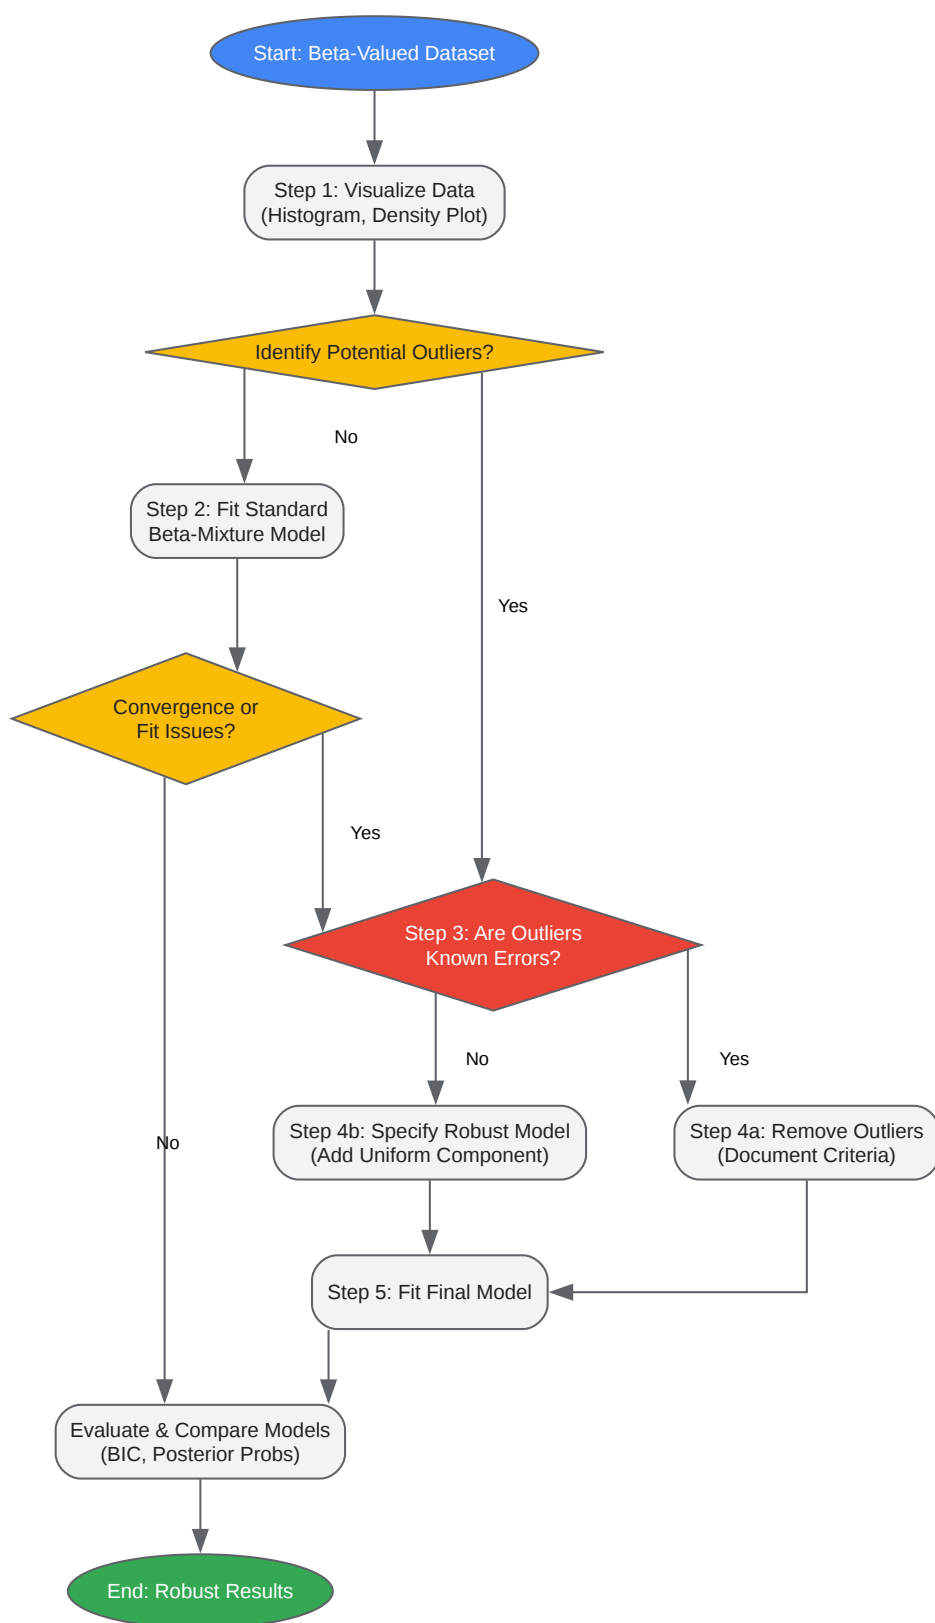 Start: Beta-Valued Dataset
Step 1: Visualize Data
(Histogram, Density Plot)
Identify Potential Outliers?
No
Step 2: Fit Standard
Beta-Mixture Model
Yes
Convergence or
Fit Issues?
Yes
Step 3: Are Outliers
Known Errors?
No
Yes
No
Step 4b: Specify Robust Model
(Add Uniform Component)
Step 4a: Remove Outliers
(Document Criteria)
Step 5: Fit Final Model
Evaluate & Compare Models
(BIC, Posterior Probs)
End: Robust Results